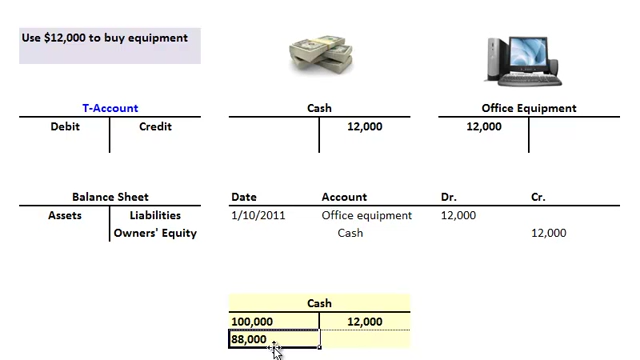 Use $12,000 to buy equipment
T-Account Cash Office Equipment
Debit Credit 12,000 12,000
Balance Sheet Date Account Dr. Cr.
Assets Liabilities 1/10/2011 Office equipment 12,000
Owners' Equity Cash 12,000
Cash
100,000 12,000
88,000